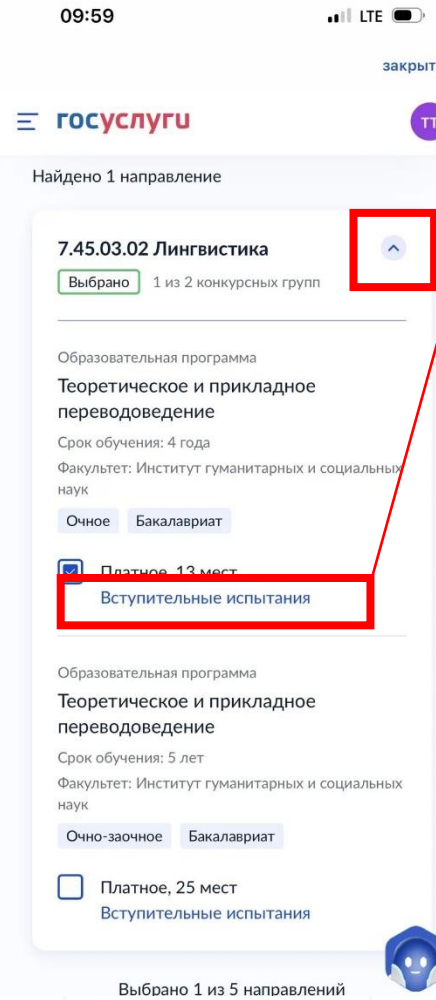 09:59 LTE
закрыт
госуслуги ТТ
Найдено 1 направление
7.45.03.02 Лингвистика
Выбрано 1 из 2 конкурсных групп
Образовательная программа
Теоретическое и прикладное
переводоведение
Срок обучения: 4 года
Факультет: Институт гуманитарных и социальных
наук
Очное Бакалавриат
Платное, 13 мест
Вступительные испытания
Образовательная программа
Теоретическое и прикладное
переводоведение
Срок обучения: 5 лет
Факультет: Институт гуманитарных и социальных
наук
Очно-заочное Бакалавриат
Платное, 25 мест
Вступительные испытания
Выбрано 1 из 5 направлений